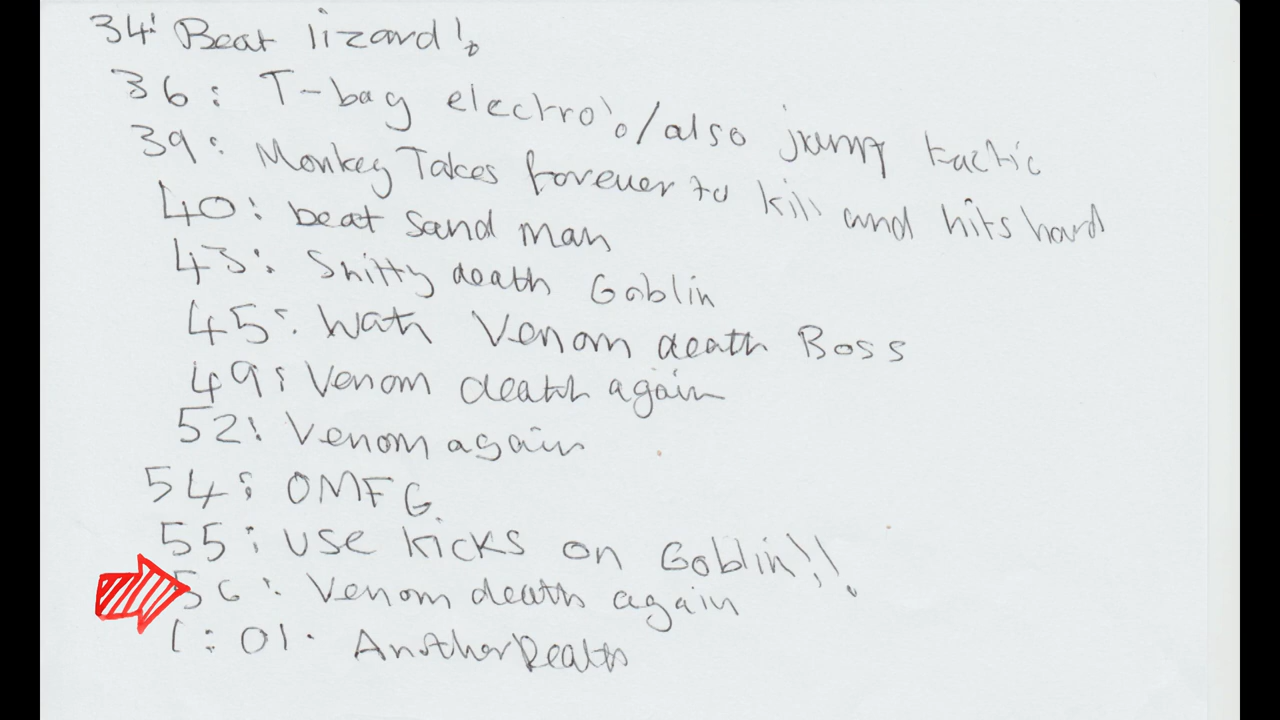 34: Beat lizard!
36: T-bag electro!/also jump tactic
39: Monkey Takes forever to kill and hits hard
40: beat sand man
43: Shitty death Goblin
45: Wath Venom death Boss
49: Venom death again
52: Venom again
54: OMFG.
55: USE kicks on Goblin!!
56: Venom death again
1:01. Another Death